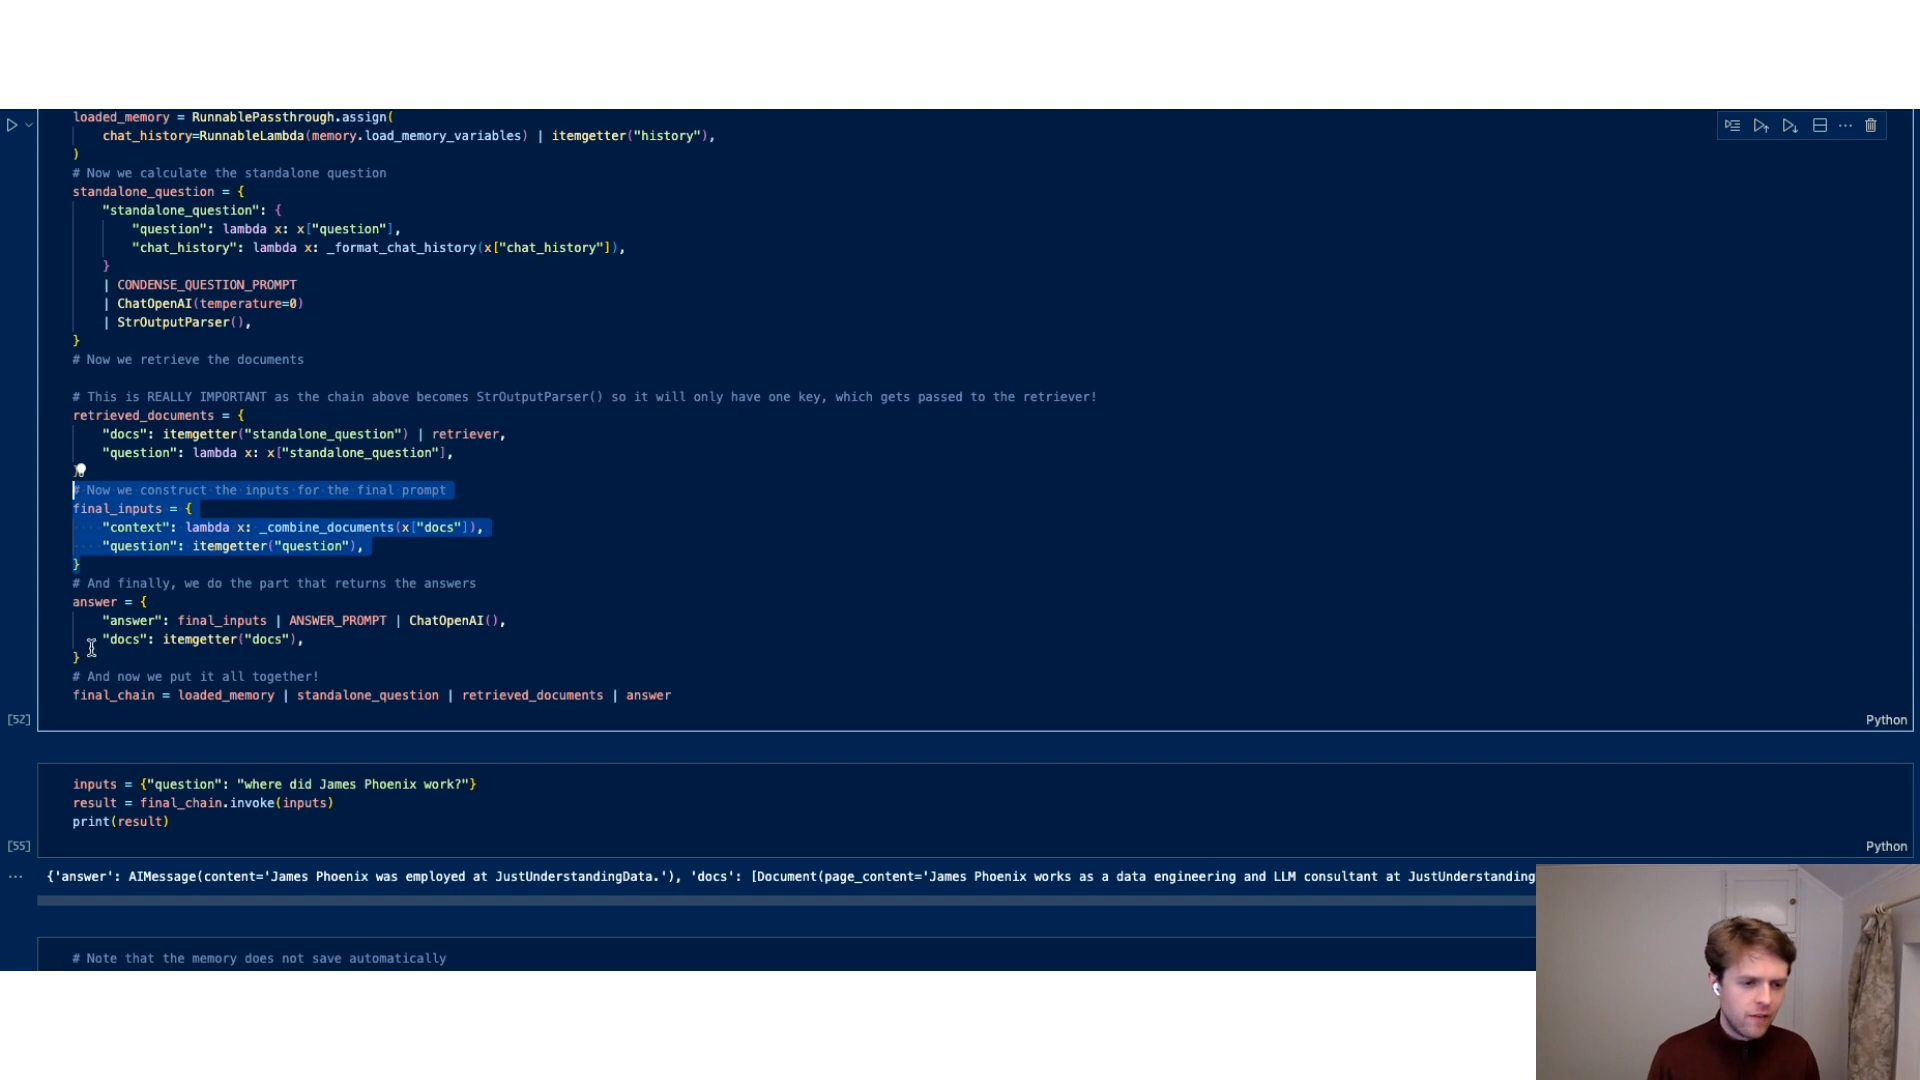 loaded_memory = RunnablePassthrough.assign(
    chat_history=RunnableLambda(memory.load_memory_variables) | itemgetter("history"),
)
# Now we calculate the standalone question
standalone_question = {
    "standalone_question": {
        "question": lambda x: x["question"],
        "chat_history": lambda x: _format_chat_history(x["chat_history"]),
    }
    | CONDENSE_QUESTION_PROMPT
    | ChatOpenAI(temperature=0)
    | StrOutputParser(),
}
# Now we retrieve the documents
# This is REALLY IMPORTANT as the chain above becomes StrOutputParser() so it will only have one key, which gets passed to the retriever!
retrieved_documents = {
    "docs": itemgetter("standalone_question") | retriever,
    "question": lambda x: x["standalone_question"],
}
# Now we construct the inputs for the final prompt
final_inputs = {
    "context": lambda x: _combine_documents(x["docs"]),
    "question": itemgetter("question"),
}
# And finally, we do the part that returns the answers
answer = {
    "answer": final_inputs | ANSWER_PROMPT | ChatOpenAI(),
    "docs": itemgetter("docs"),
}
# And now we put it all together!
final_chain = loaded_memory | standalone_question | retrieved_documents | answer
[52]
Python
inputs = {"question": "where did James Phoenix work?"}
result = final_chain.invoke(inputs)
print(result)
[55]
Python
{'answer': AIMessage(content='James Phoenix was employed at JustUnderstandingData.'), 'docs': [Document(page_content='James Phoenix works as a data engineering and LLM consultant at JustUnderstanding
# Note that the memory does not save automatically